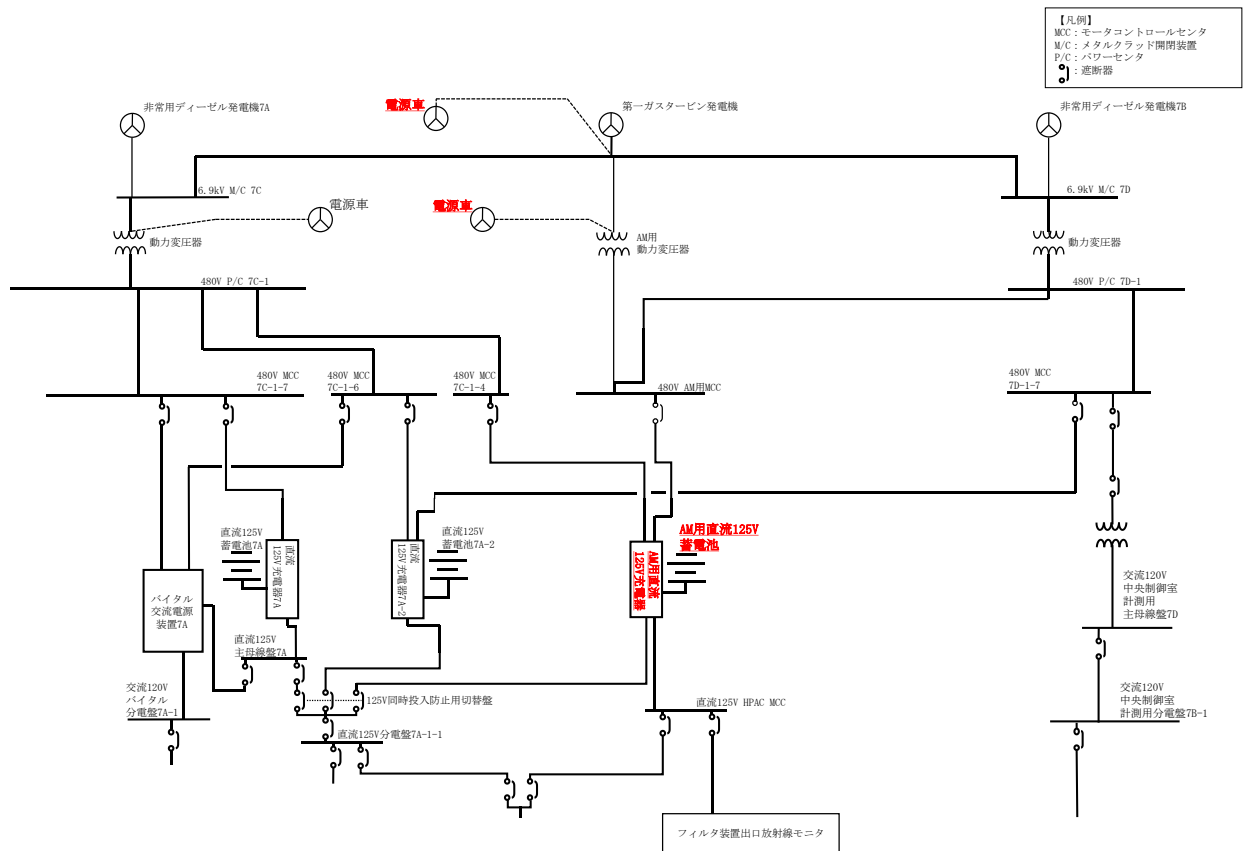 【凡例】
MCC：モータコントロールセンタ
M/C：メタルクラッド開閉装置
P/C：パワーセンタ
：遮断器
非常用ディーゼル発電機7A
電源車
第一ガスタービン発電機
非常用ディーゼル発電機7B
6.9kV M/C 7C
6.9kV M/C 7D
電源車
電源車
動力変圧器
AM用
動力変圧器
動力変圧器
480V P/C 7C-1
480V P/C 7D-1
480V MCC
7C-1-7
480V MCC
7C-1-6
480V MCC
7C-1-4
480V AM用MCC
480V MCC
7D-1-7
直流125V
蓄電池7A
直流
125V充電器7A
直流125V
蓄電池7A-2
直流
125V充電器7A-2
AM用直流125V
蓄電池
AM用直流
125V充電器
バイタル
交流電源
装置7A
交流120V
中央制御室
計測用
主母線盤7D
直流125V
主母線盤7A
交流120V
バイタル
分電盤7A-1
125V同時投入防止用切替盤
直流125V HPAC MCC
交流120V
中央制御室
計測用分電盤7B-1
直流125V分電盤7A-1-1
フィルタ装置出口放射線モニタ